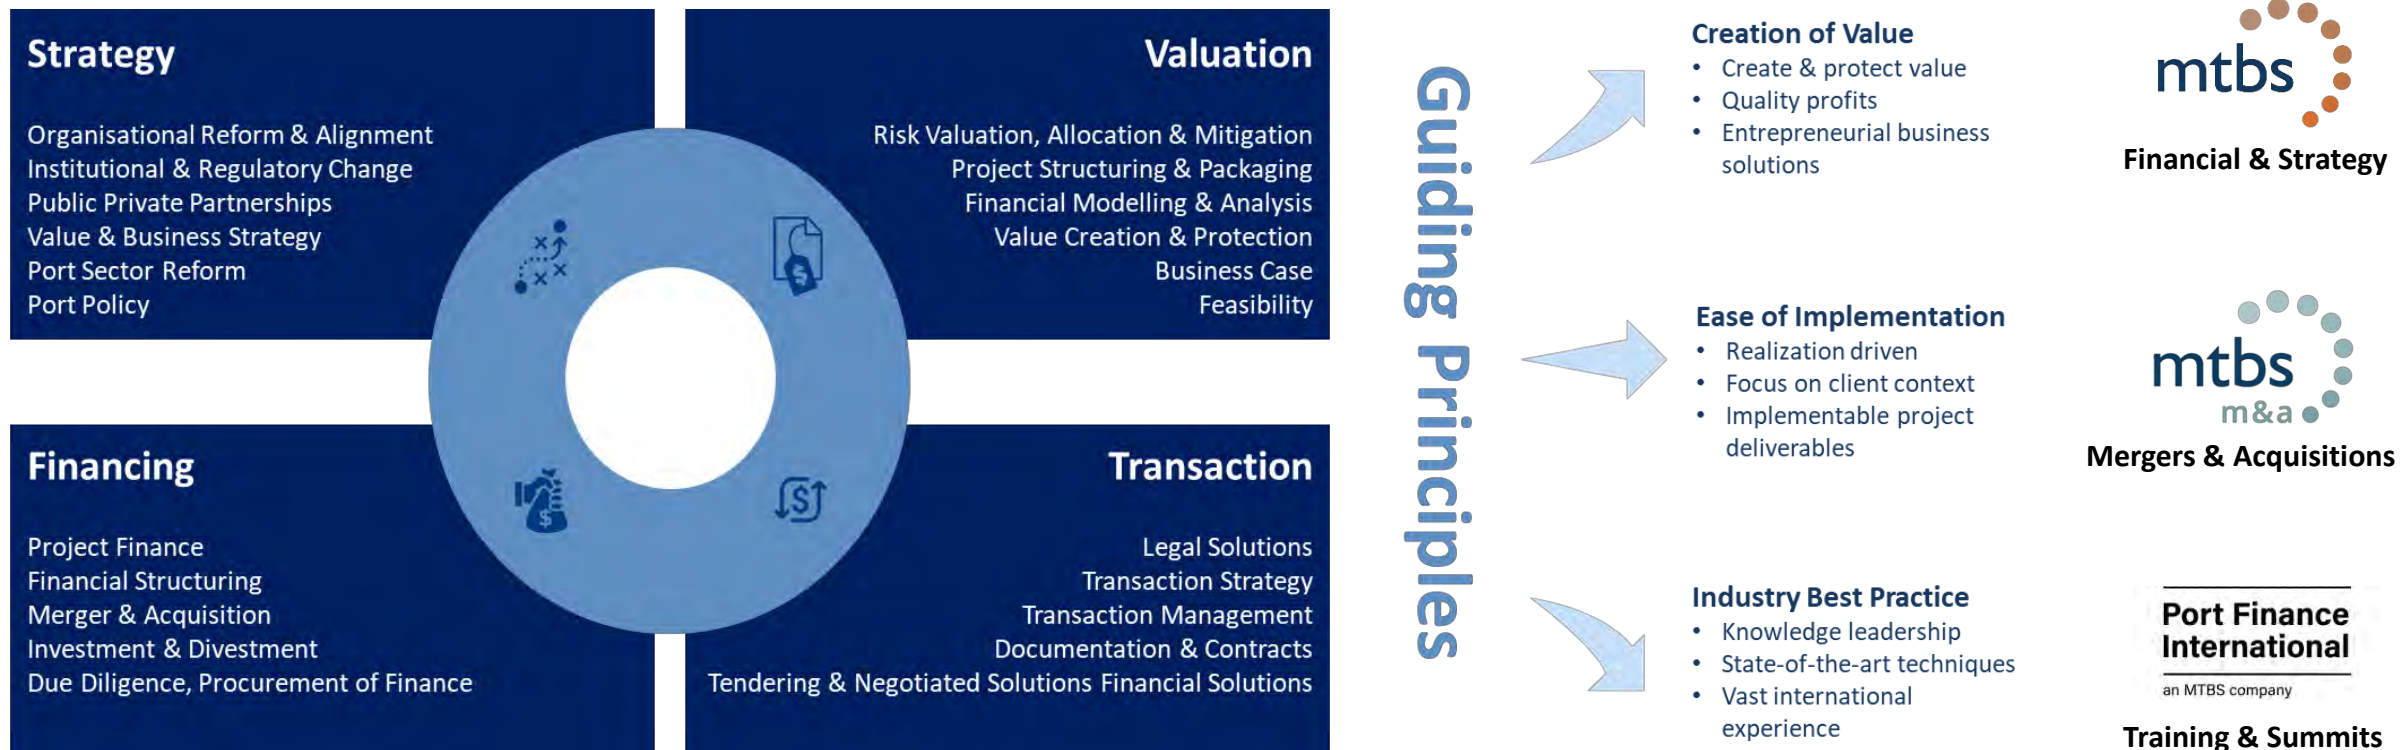 Strategy
Organisational Reform & Alignment
Institutional & Regulatory Change
Public Private Partnerships
Value & Business Strategy
Port Sector Reform
Port Policy
Valuation
Risk Valuation, Allocation & Mitigation
Project Structuring & Packaging
Financial Modelling & Analysis
Value Creation & Protection
Business Case
Feasibility
Financing
Project Finance
Financial Structuring
Merger & Acquisition
Investment & Divestment
Due Diligence, Procurement of Finance
Transaction
Legal Solutions
Transaction Strategy
Transaction Management
Documentation & Contracts
Tendering & Negotiated Solutions Financial Solutions
Guiding Principles
Creation of Value
• Create & protect value
• Quality profits
• Entrepreneurial business
solutions
Ease of Implementation
• Realization driven
• Focus on client context
• Implementable project
deliverables
Industry Best Practice
• Knowledge leadership
• State-of-the-art techniques
• Vast international
experience
mtbs
Financial & Strategy
mtbs
m&a
Mergers & Acquisitions
Port Finance
International
an MTBS company
Training & Summits